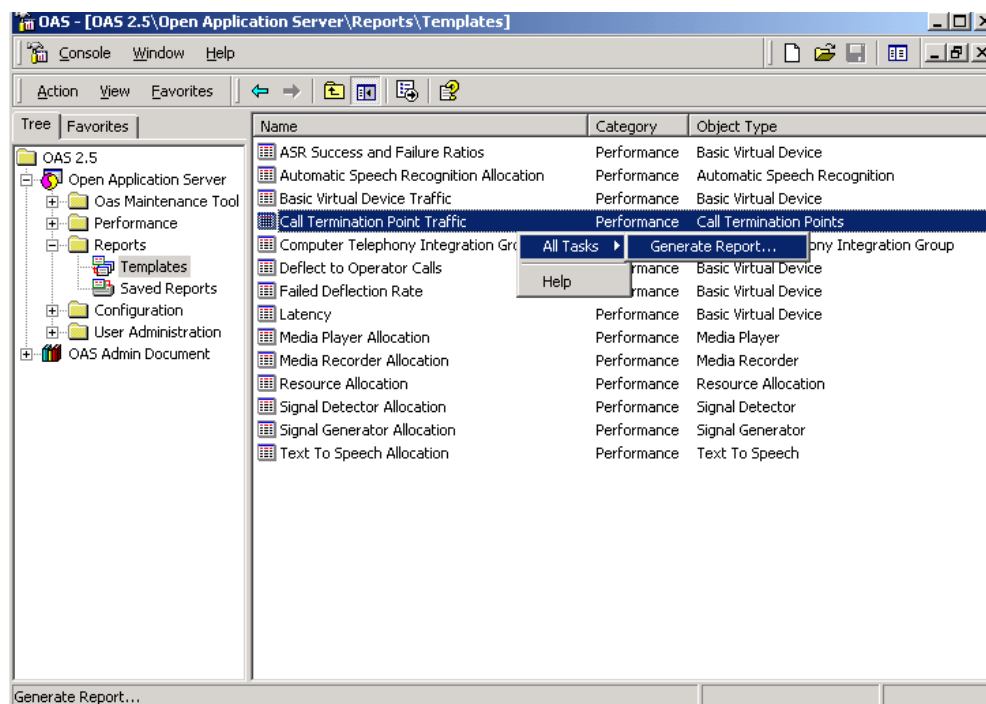 OAS - [OAS 2.5\Open Application Server\Reports\Templates]
Console Window Help
Action View Favorites
Tree Favorites
OAS 2.5
Open Application Server
Oas Maintenance Tool
Performance
Reports
Templates
Saved Reports
Configuration
User Administration
OAS Admin Document
Name Category Object Type
ASR Success and Failure Ratios Performance Basic Virtual Device
Automatic Speech Recognition Allocation Performance Automatic Speech Recognition
Basic Virtual Device Traffic Performance Basic Virtual Device
Call Termination Point Traffic Performance Call Termination Points
Computer Telephony Integration Gro All Tasks Generate Report... ony Integration Group
Deflect to Operator Calls rmance Basic Virtual Device
Help
Failed Deflection Rate rmance Basic Virtual Device
Latency Performance Basic Virtual Device
Media Player Allocation Performance Media Player
Media Recorder Allocation Performance Media Recorder
Resource Allocation Performance Resource Allocation
Signal Detector Allocation Performance Signal Detector
Signal Generator Allocation Performance Signal Generator
Text To Speech Allocation Performance Text To Speech
Generate Report...